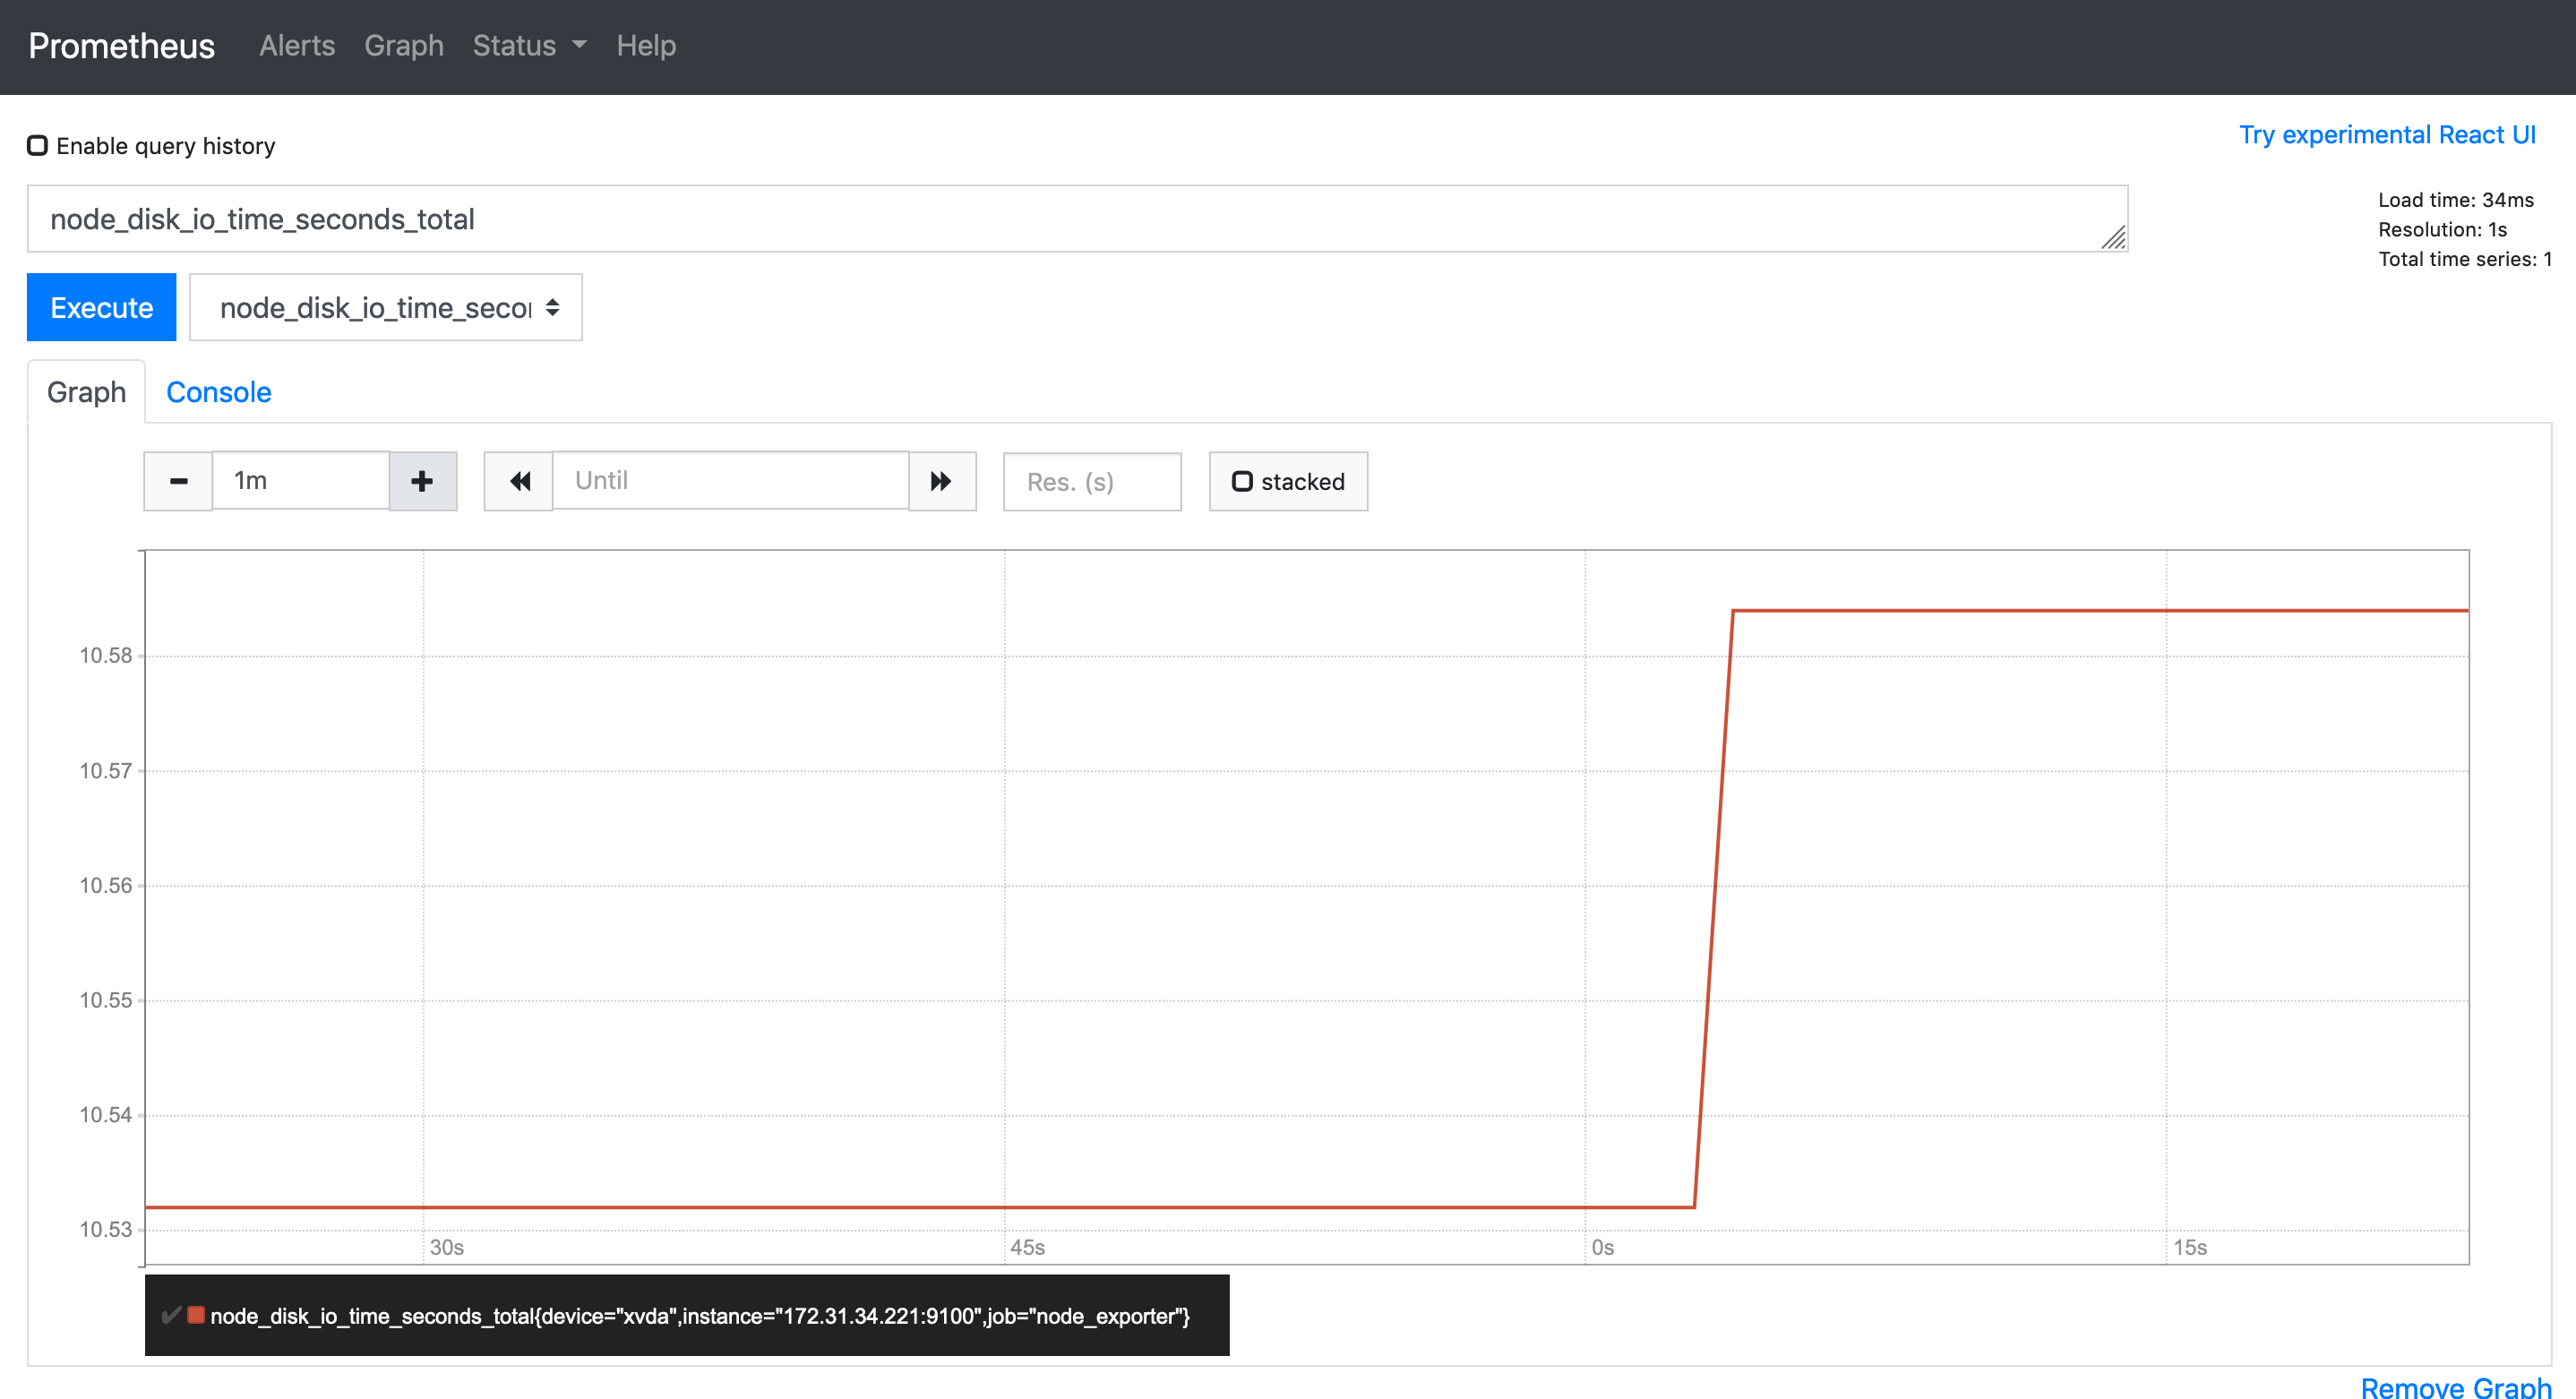 Prometheus Alerts Graph Status Help
Enable query history
Try experimental React UI
node_disk_io_time_seconds_total
Load time: 34ms
Resolution: 1s
Total time series: 1
Execute node_disk_io_time_secon
Graph Console
1m Until Res. (s) stacked
10.58
10.57
10.56
10.55
10.54
10.53
30s 45s 0s 15s
node_disk_io_time_seconds_total{device="xvda",instance="172.31.34.221:9100",job="node_exporter"}
Remove Graph